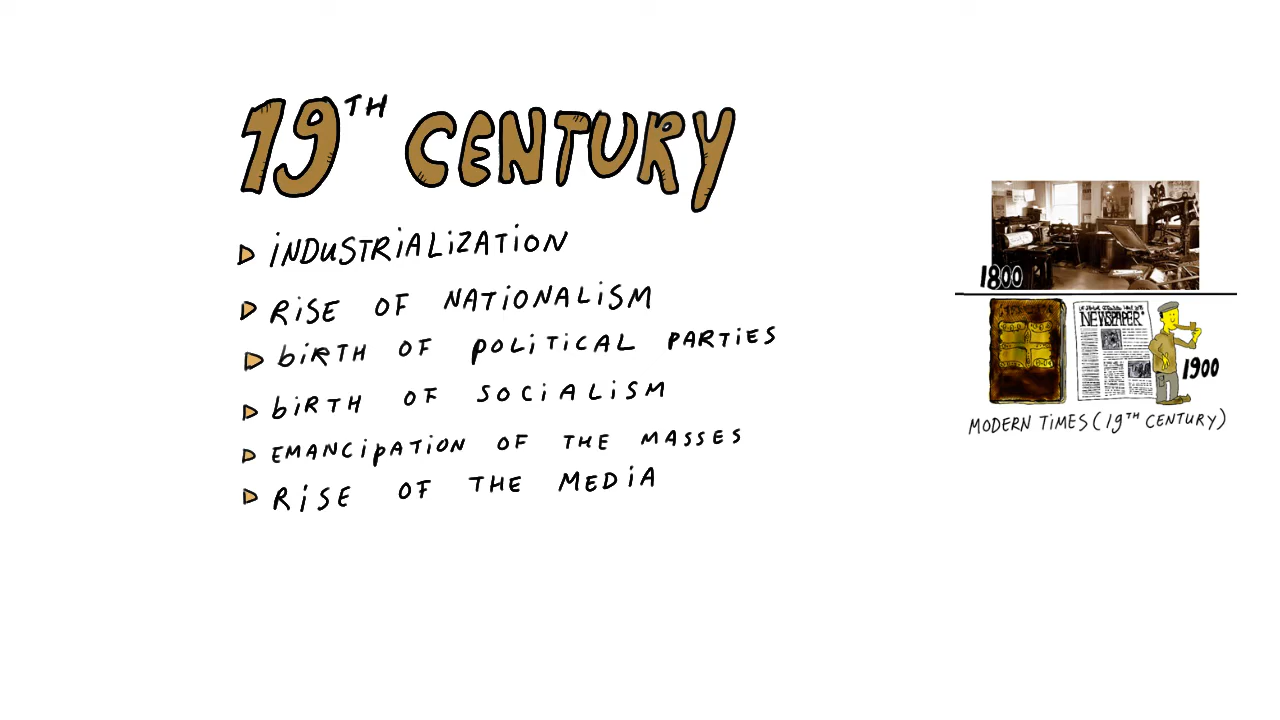 19TH CENTURY
INDUSTRIALIZATION
RISE OF NATIONALISM
BIRTH OF POLITICAL PARTIES
BIRTH OF SOCIALISM
EMANCIPATION OF THE MASSES
RISE OF THE MEDIA
1800
NEWSPAPER
1900
MODERN TIMES (19TH CENTURY)